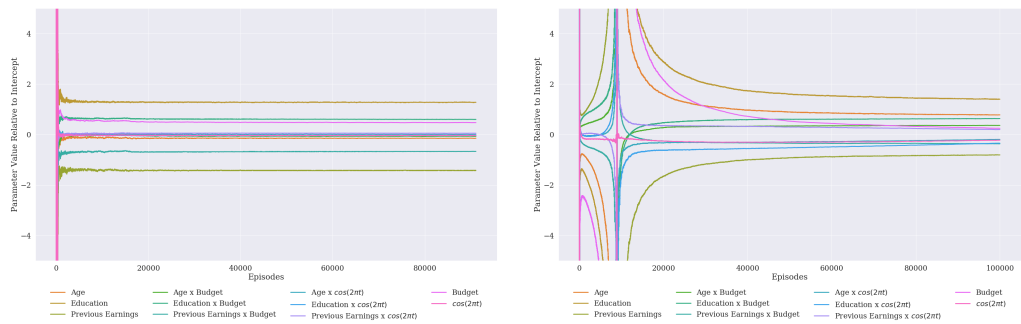 Parameter Value Relative to Intercept
4
2
0
−2
−4
0
20000
40000
60000
80000
Episodes
Age
Education
Previous Earnings
Age x Budget
Education x Budget
Previous Earnings x Budget
Age x cos(2πt)
Education x cos(2πt)
Previous Earnings x cos(2πt)
Budget
cos(2πt)
Parameter Value Relative to Intercept
4
2
0
−2
−4
0
20000
40000
60000
80000
100000
Episodes
Age
Education
Previous Earnings
Age x Budget
Education x Budget
Previous Earnings x Budget
Age x cos(2πt)
Education x cos(2πt)
Previous Earnings x cos(2πt)
Budget
cos(2πt)